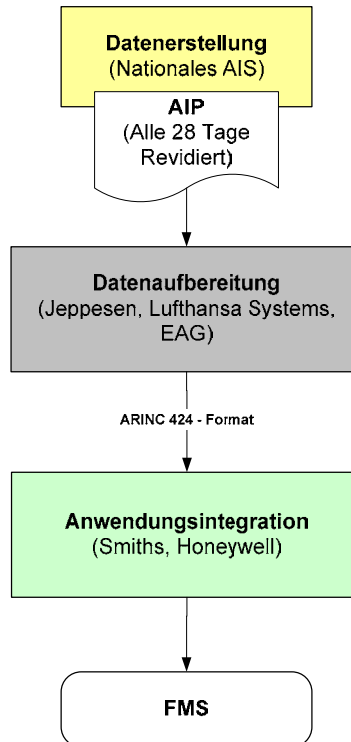 Datenerstellung
(Nationales AIS)
AIP
(Alle 28 Tage
Revidiert)
Datenaufbereitung
(Jeppesen, Lufthansa Systems,
EAG)
ARINC 424 - Format
Anwendungsintegration
(Smiths, Honeywell)
FMS